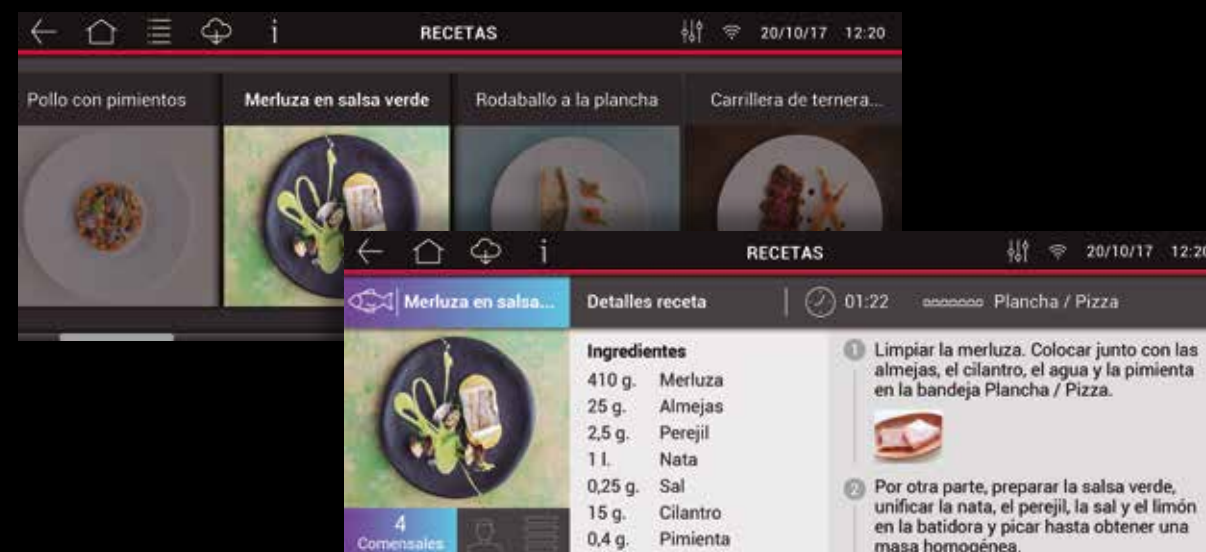 RECETAS
20/10/17 12:20
Pollo con pimientos
Merluza en salsa verde
Rodaballo a la plancha
Carrillera de ternera...
RECETAS
20/10/17 12:20
Merluza en salsa...
Detalles receta
01:22
Plancha / Pizza
Ingredientes
410 g. Merluza
25 g. Almejas
2,5 g. Perejil
1 l. Nata
0,25 g. Sal
15 g. Cilantro
0,4 g. Pimienta
4
Comensales
1 Limpiar la merluza. Colocar junto con las
almejas, el cilantro, el agua y la pimienta
en la bandeja Plancha / Pizza.
2 Por otra parte, preparar la salsa verde,
unificar la nata, el perejil, la sal y el limón
en la batidora y picar hasta obtener una
masa homogénea.